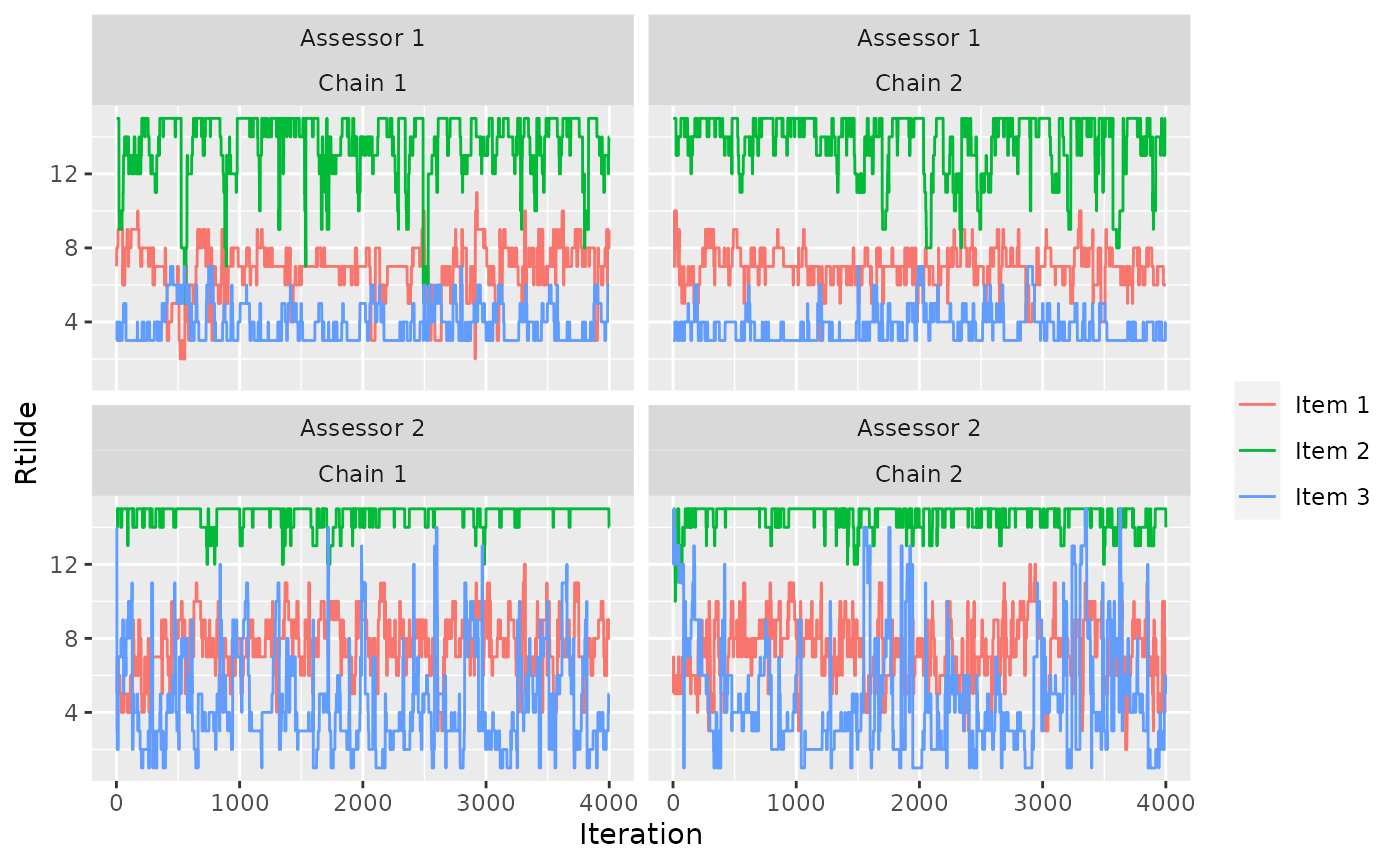 Assessor 1
Assessor 1
Chain 1
Chain 2
12
8
4
Assessor 2
Assessor 2
Chain 1
Chain 2
12
8
4
0 1000 2000 3000 4000
0 1000 2000 3000 4000
Iteration
Rtilde
Item 1
Item 2
Item 3